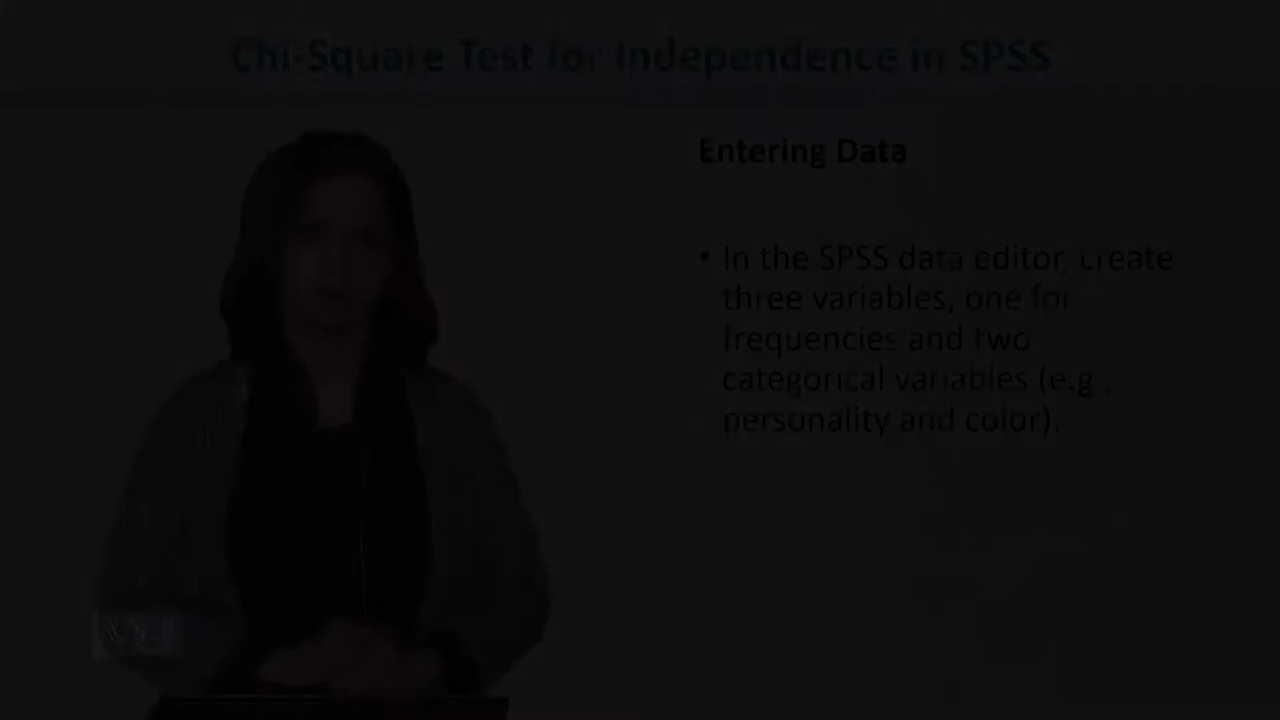 Chi-Square Test for Independence in SPSS
Entering Data
• In the SPSS data editor, create
three variables, one for
frequencies and two
categorical variables (e.g.,
personality and color).